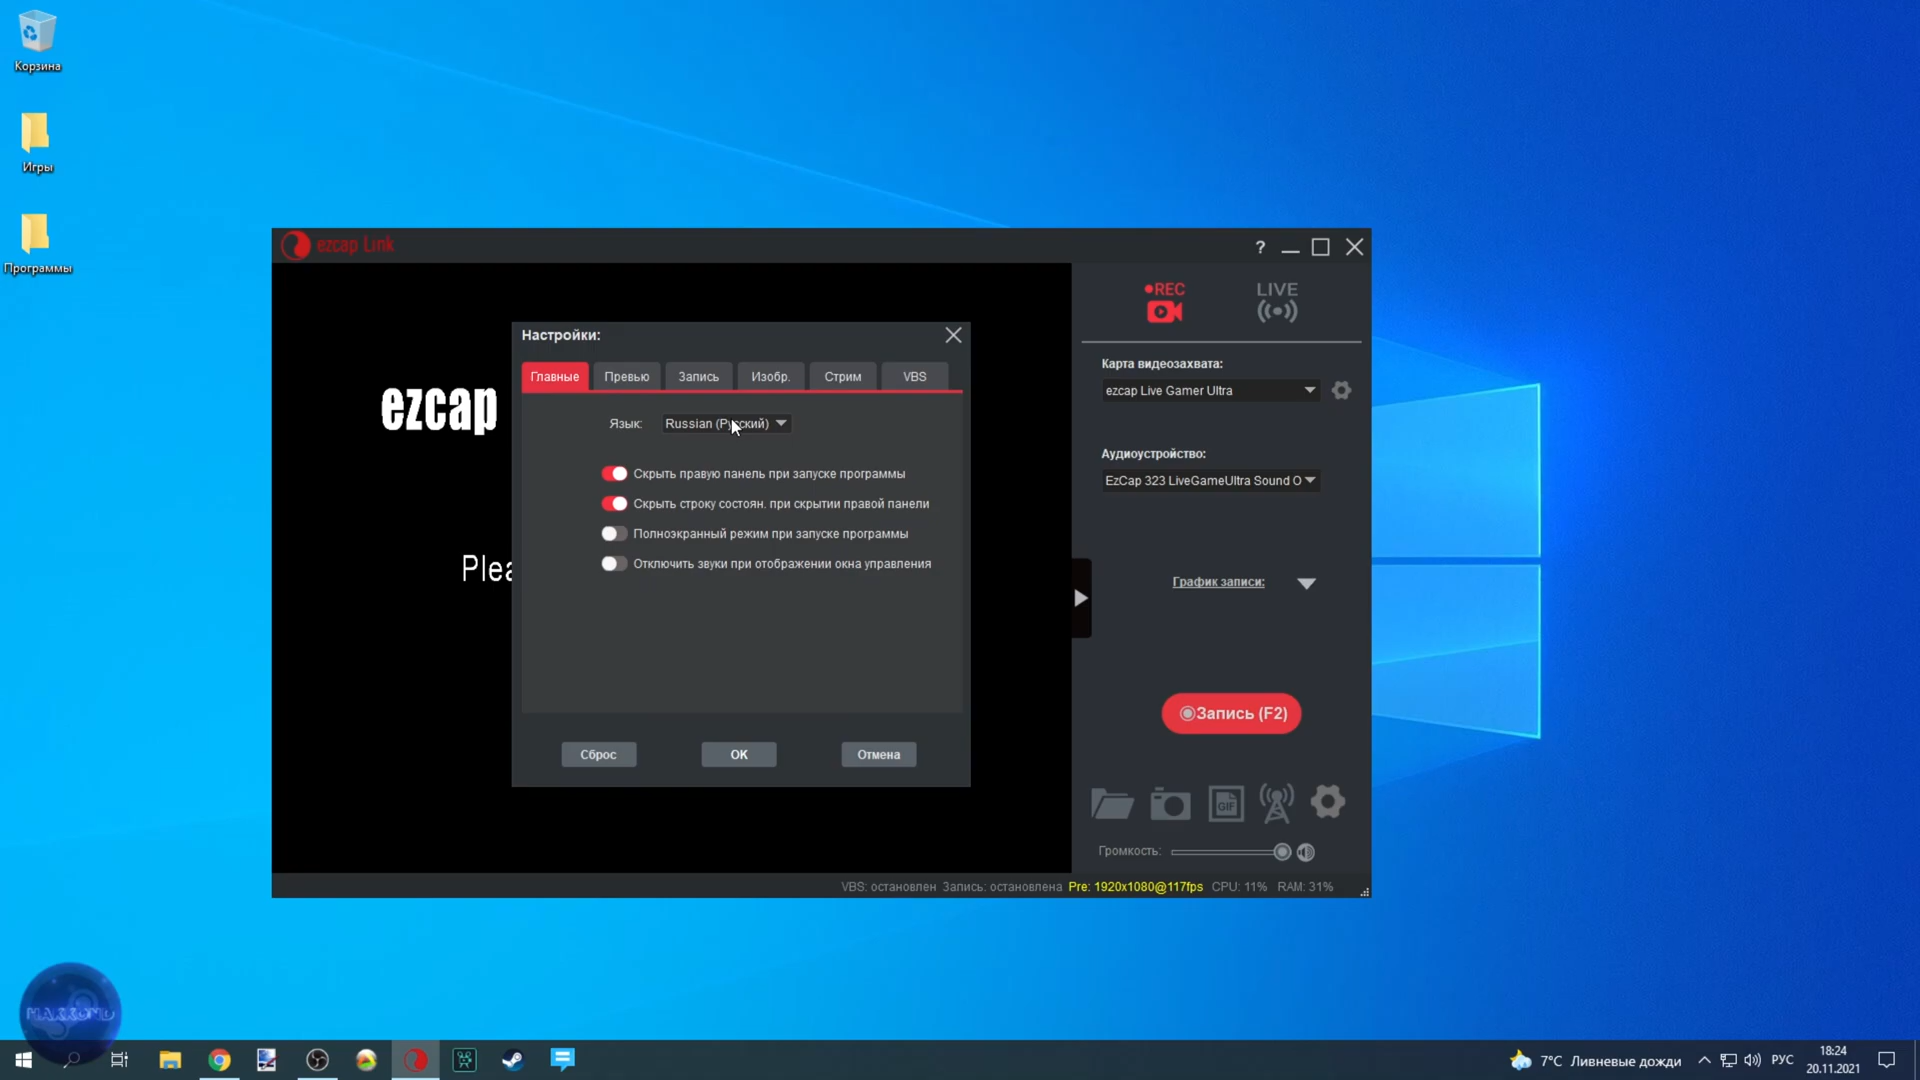 Корзина
Игры
Программы
ezcap Link
?
REC
LIVE
Карта видеозахвата:
ezcap Live Gamer Ultra
Аудиоустройство:
EzCap 323 LiveGameUltra Sound O
График записи:
Запись (F2)
GIF
Громкость:
ezcap
Plea
Настройки:
Главные
Превью
Запись
Изобр.
Стрим
VBS
Язык:
Russian (Русский)
Скрыть правую панель при запуске программы
Скрыть строку состоян. при скрытии правой панели
Полноэкранный режим при запуске программы
Отключить звуки при отображении окна управления
Сброс
OK
Отмена
VBS: остановлен Запись: остановлена Pre: 1920x1080@117fps CPU: 11% RAM: 31%
7°C Ливневые дожди
РУС
18:24
20.11.2021